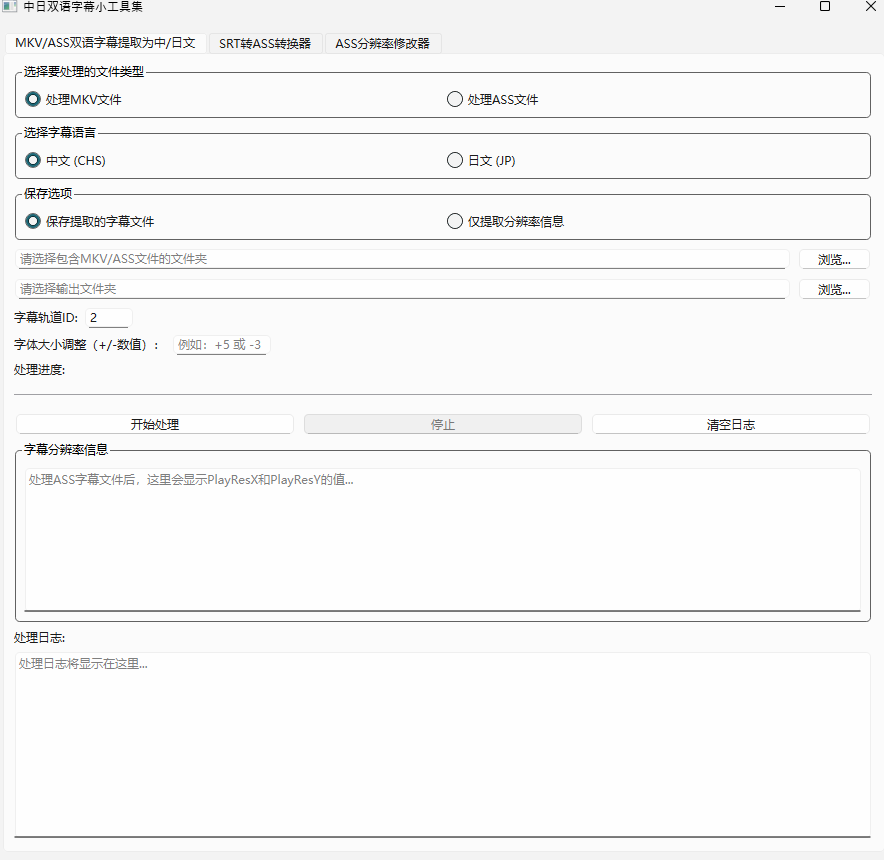 中日双语字幕小工具集
MKV/ASS双语字幕提取为中/日文 SRT转ASS转换器 ASS分辨率修改器
选择要处理的文件类型
处理MKV文件 处理ASS文件
选择字幕语言
中文 (CHS) 日文 (JP)
保存选项
保存提取的字幕文件 仅提取分辨率信息
请选择包含MKV/ASS文件的文件夹 浏览...
请选择输出文件夹 浏览...
字幕轨道ID: 2
字体大小调整（+/-数值）： 例如：+5 或 -3
处理进度:
开始处理 停止 清空日志
字幕分辨率信息
处理ASS字幕文件后，这里会显示PlayResX和PlayResY的值...
处理日志:
处理日志将显示在这里...